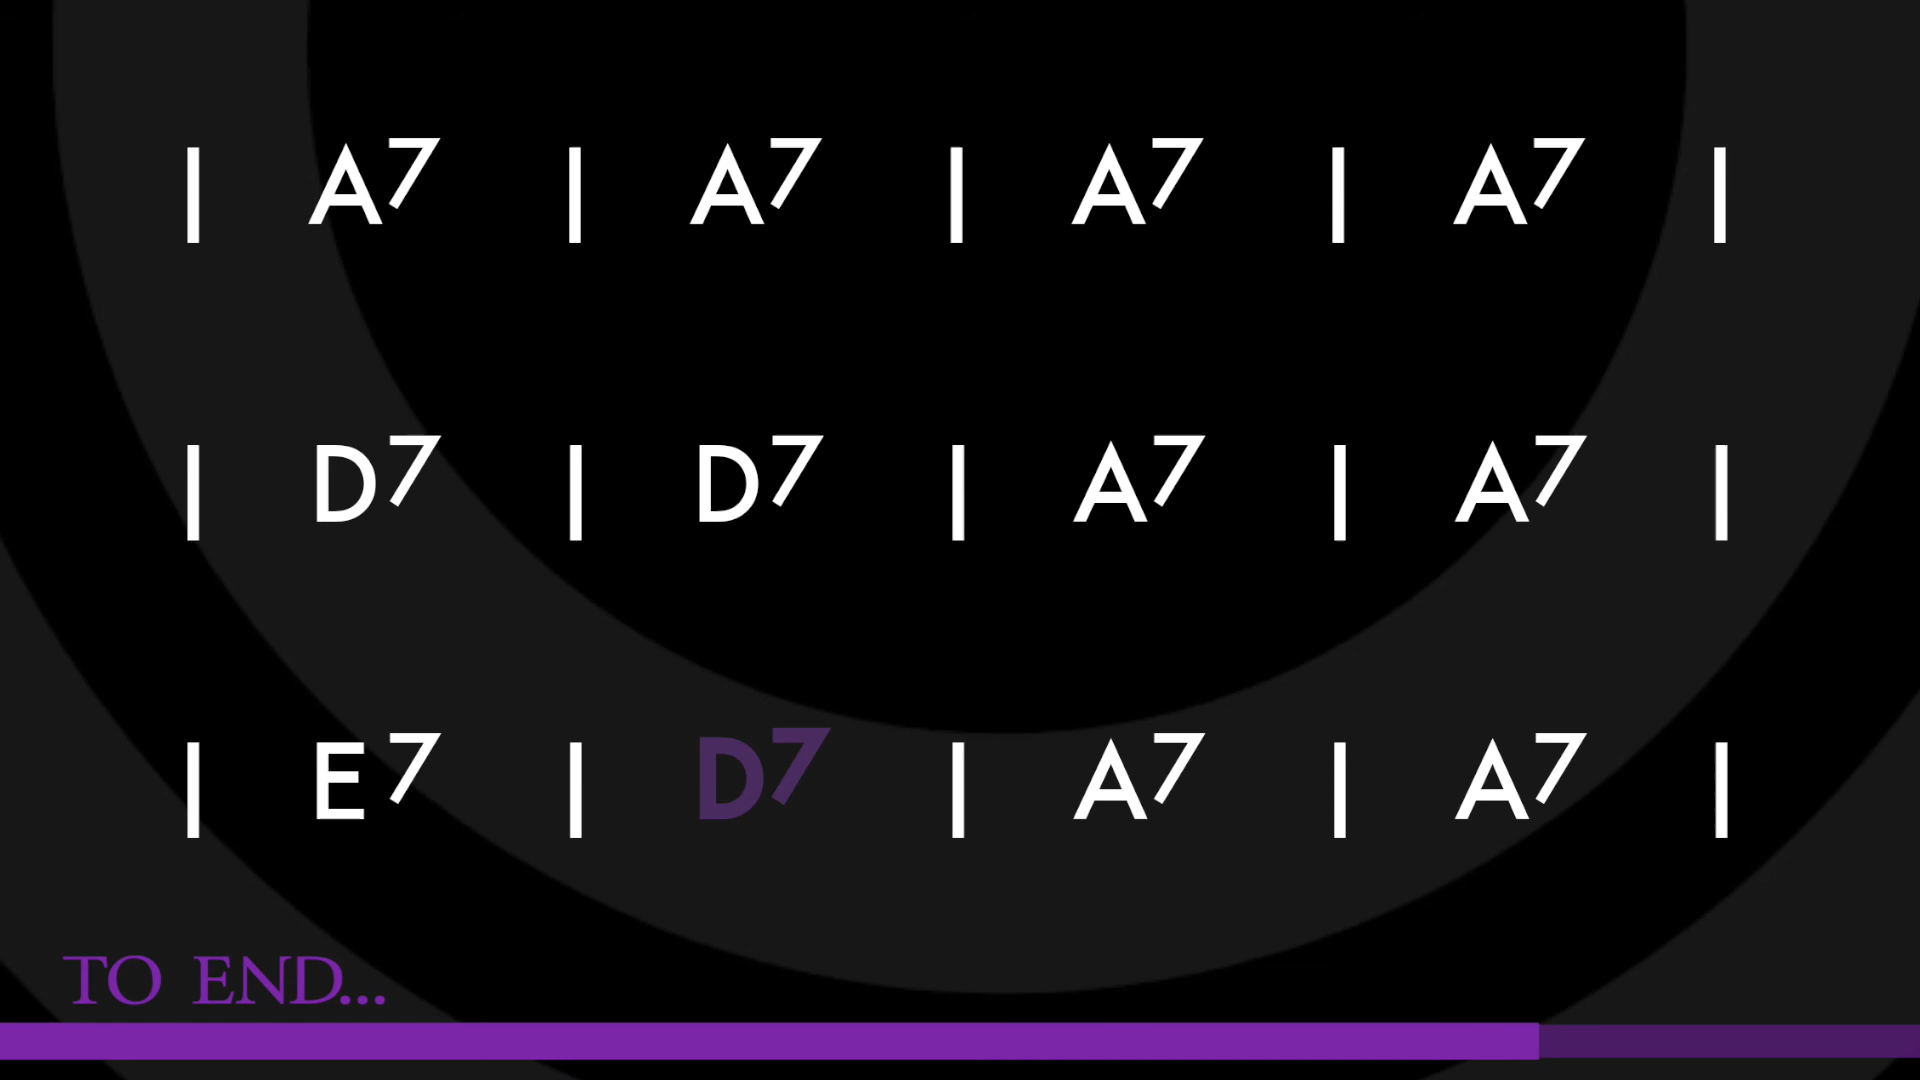 | A7 | A7 | A7 | A7 |
| D7 | D7 | A7 | A7 |
| E7 | D7 | A7 | A7 |
TO END...